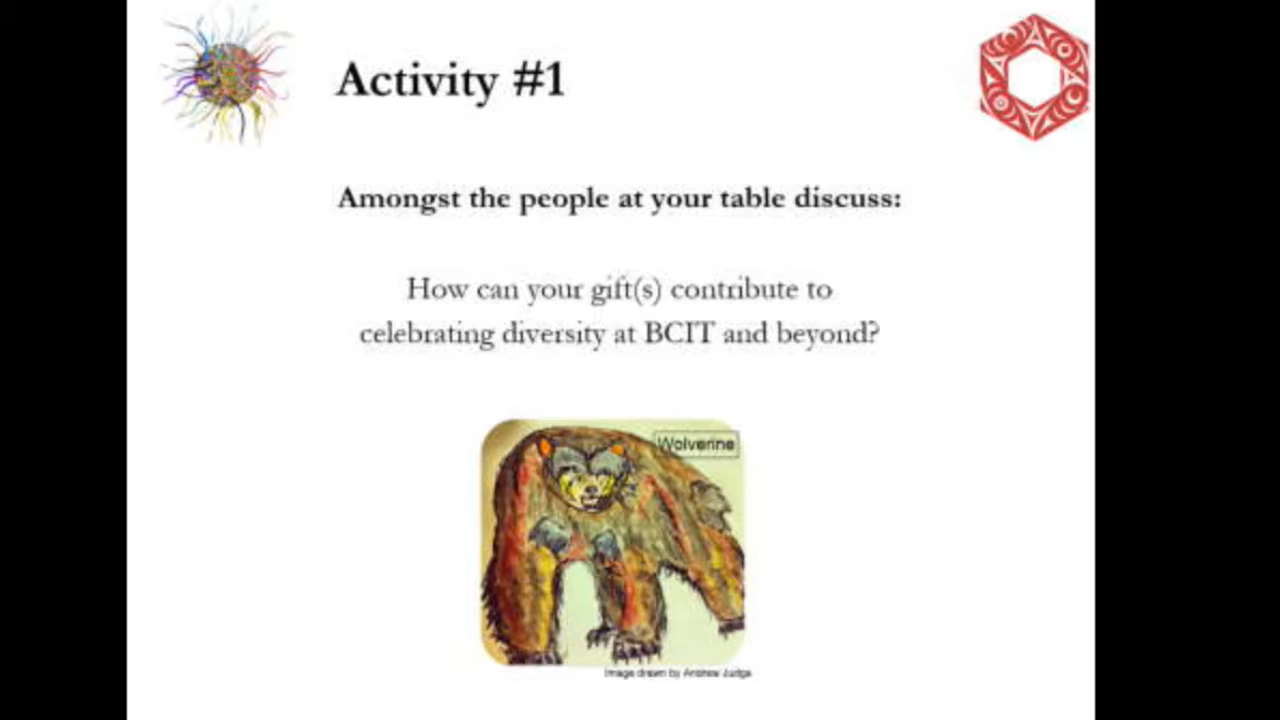 Activity #1
Amongst the people at your table discuss:
How can your gift(s) contribute to
celebrating diversity at BCIT and beyond?
Wolverine
Image drawn by Andrew Judge